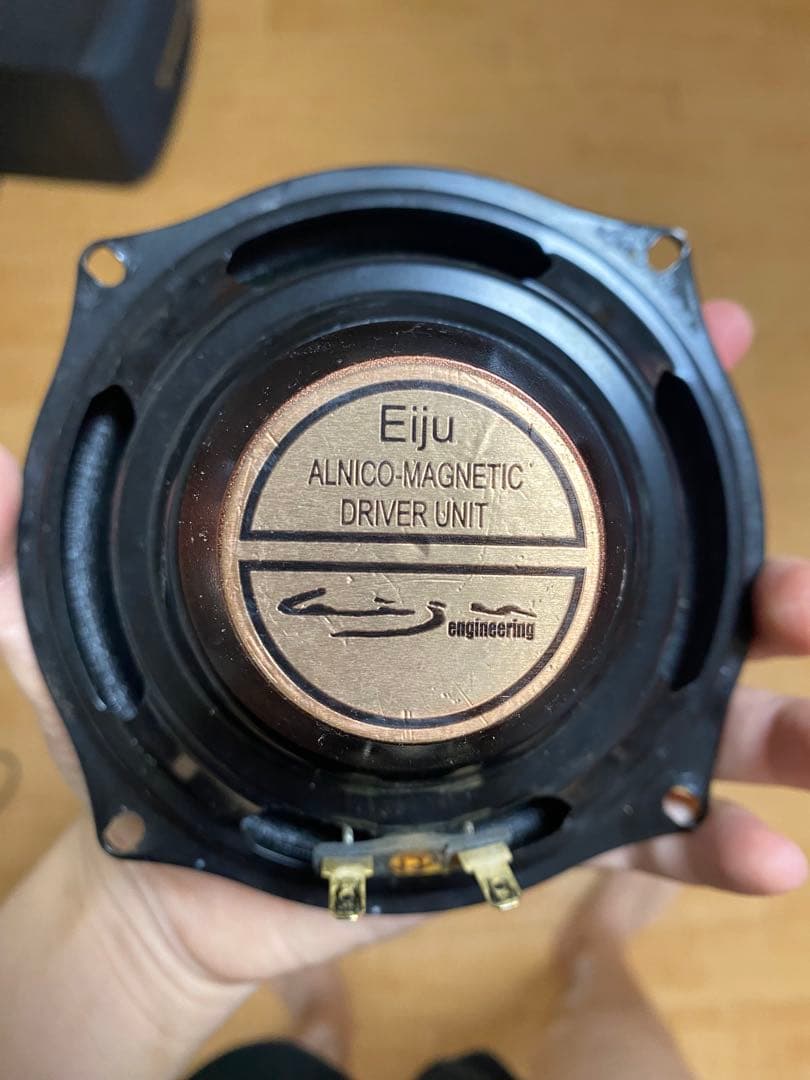 Eiju
ALNICO-MAGNETIC
DRIVER UNIT
engineering